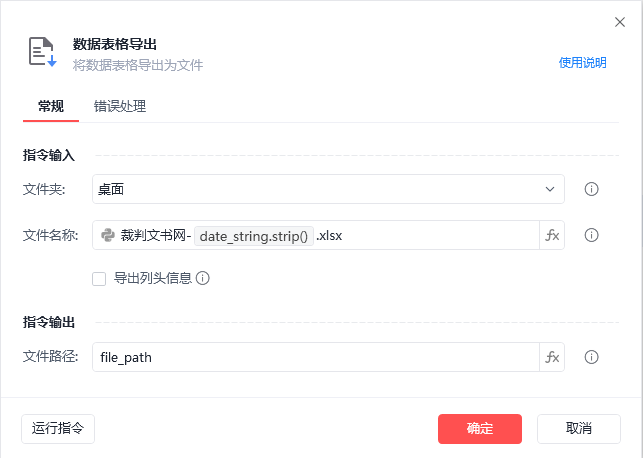 数据表格导出
将数据表格导出为文件
使用说明
常规 错误处理
指令输入
文件夹: 桌面
文件名称: 裁判文书网- date_string.strip() .xlsx fx
导出列头信息
指令输出
文件路径: file_path fx
运行指令 确定 取消